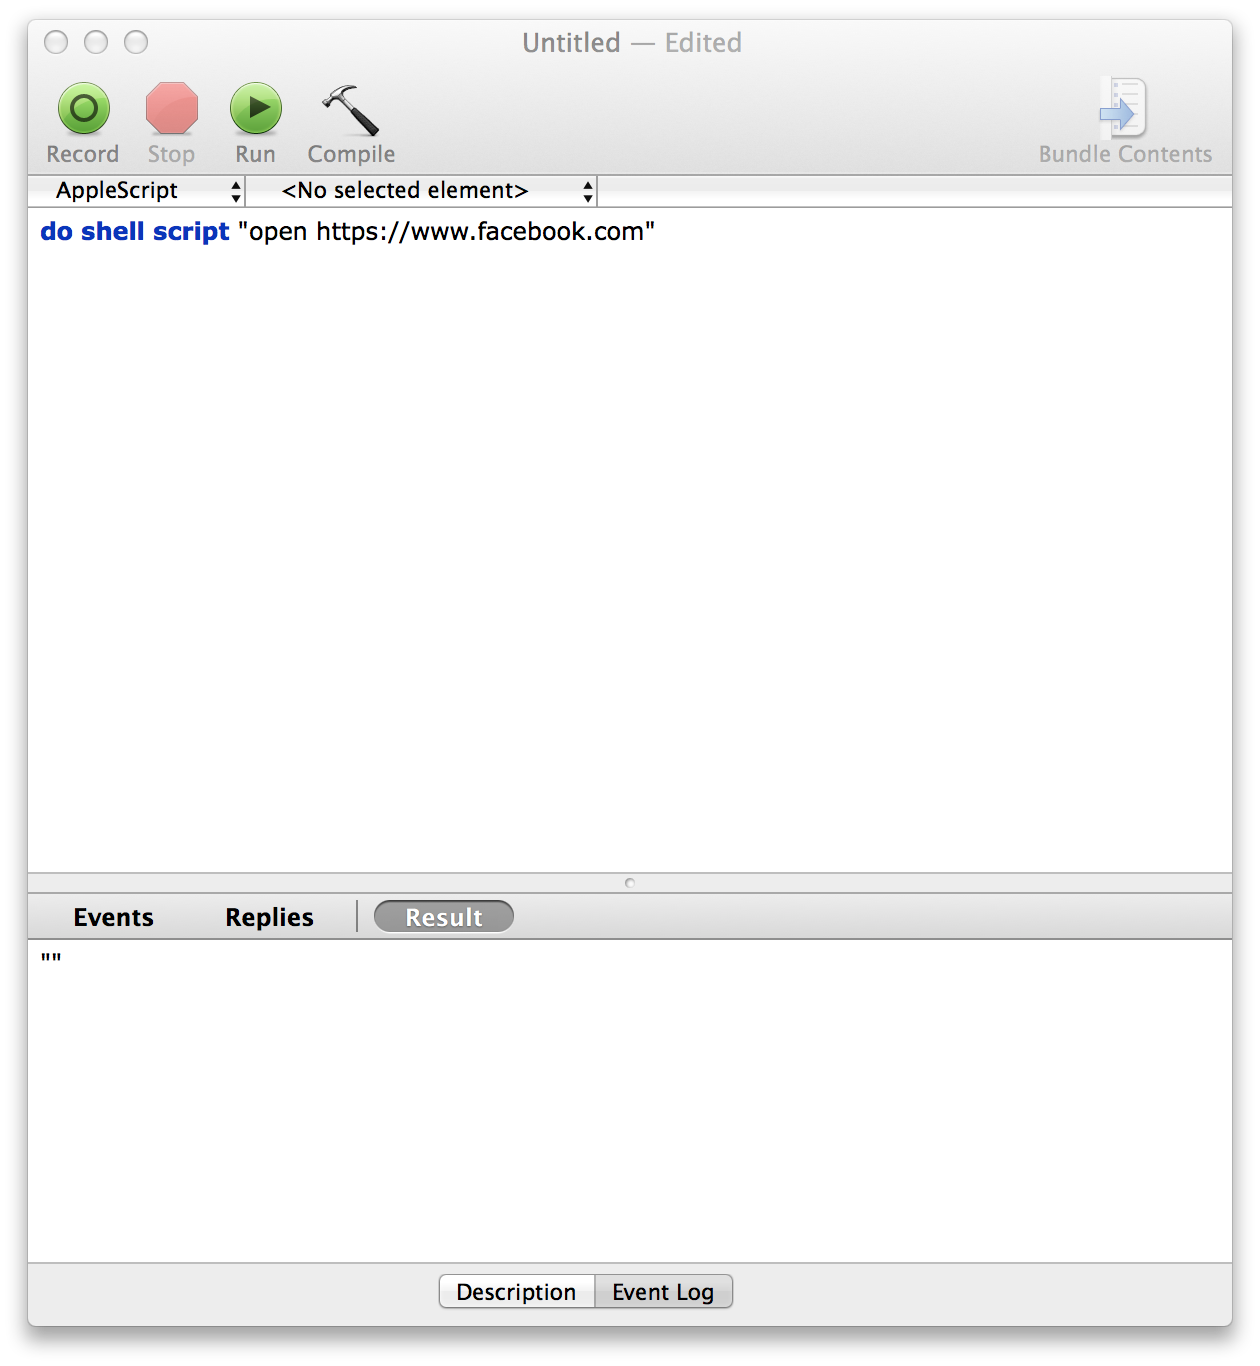 Untitled — Edited
Record Stop Run Compile Bundle Contents
AppleScript <No selected element>
do shell script "open https://www.facebook.com"
Events Replies Result
""
Description Event Log